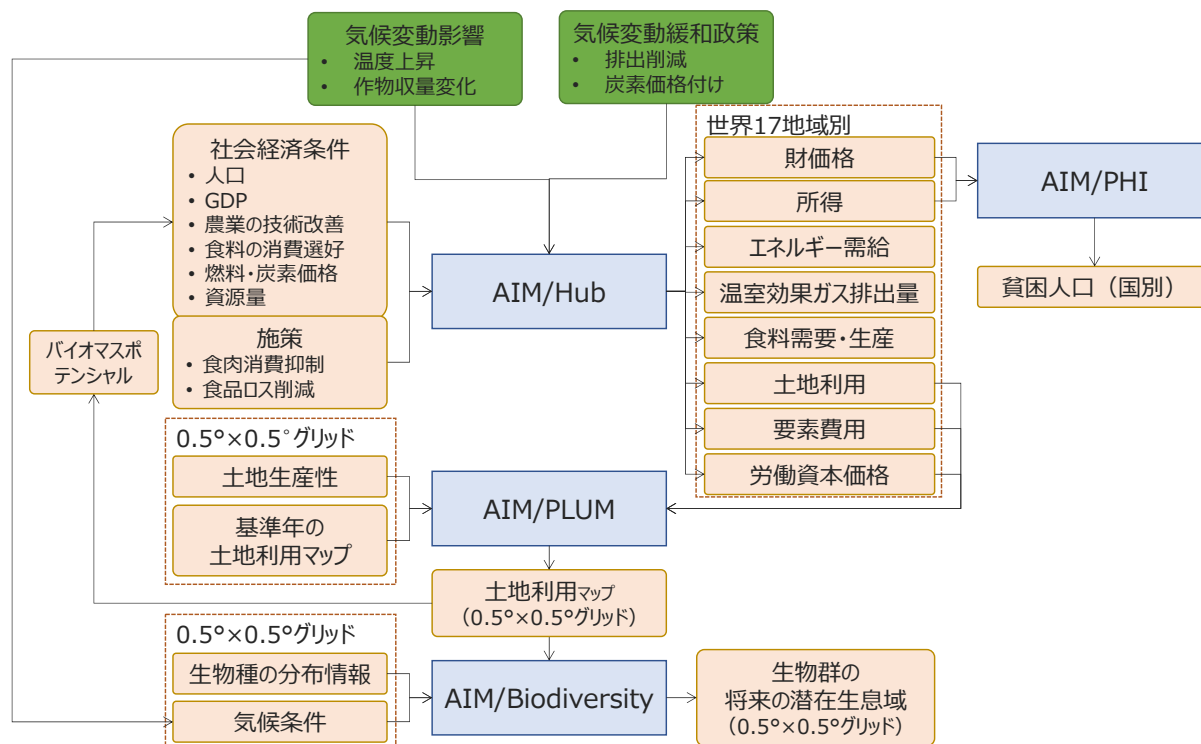 気候変動影響
• 温度上昇
• 作物収量変化
気候変動緩和政策
• 排出削減
• 炭素価格付け
社会経済条件
• 人口
• GDP
• 農業の技術改善
• 食料の消費選好
• 燃料・炭素価格
• 資源量
施策
• 食肉消費抑制
• 食品ロス削減
バイオマスポ
テンシャル
AIM/Hub
世界17地域別
財価格
所得
エネルギー需給
温室効果ガス排出量
食料需要・生産
土地利用
要素費用
労働資本価格
AIM/PHI
貧困人口（国別）
0.5°×0.5°グリッド
土地生産性
基準年の
土地利用マップ
AIM/PLUM
土地利用マップ
（0.5°×0.5°グリッド）
0.5°×0.5°グリッド
生物種の分布情報
気候条件
AIM/Biodiversity
生物群の
将来の潜在生息域
（0.5°×0.5°グリッド）